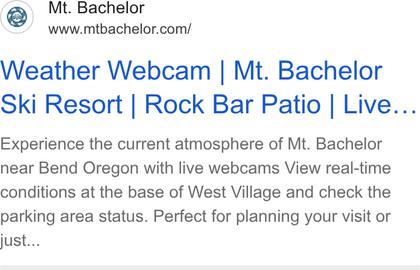 Mt. Bachelor
www.mtbachelor.com/
Weather Webcam | Mt. Bachelor
Ski Resort | Rock Bar Patio | Live...
Experience the current atmosphere of Mt. Bachelor
near Bend Oregon with live webcams View real-time
conditions at the base of West Village and check the
parking area status. Perfect for planning your visit or
just...